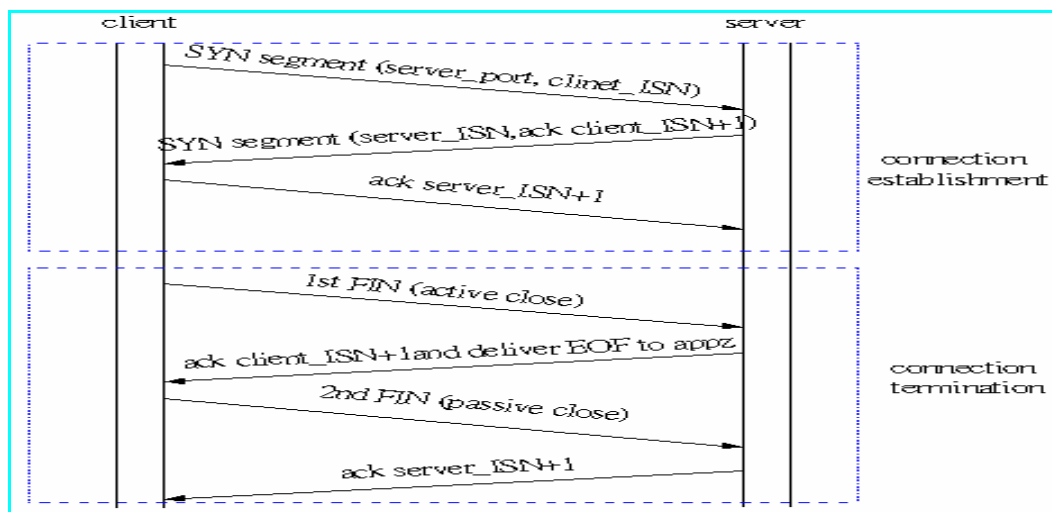 client
server
SYN segment (server_port, clinet_ISN)
SYN segment (server_ISN,ack client_ISN+1)
ack server_ISN+1
connection
establishment
1st FIN (active close)
ack client_ISN+1and deliver EOF to appz
2nd FIN (passive close)
ack server_ISN+1
connection
termination